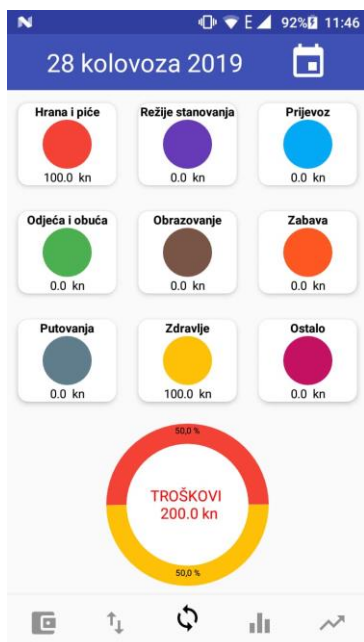 E 92% 11:46
28 kolovoza 2019
Hrana i piće
100.0 kn
Režije stanovanja
0.0 kn
Prijevoz
0.0 kn
Odjeća i obuća
0.0 kn
Obrazovanje
0.0 kn
Zabava
0.0 kn
Putovanja
0.0 kn
Zdravlje
100.0 kn
Ostalo
0.0 kn
50,0 %
TROŠKOVI
200.0 kn
50,0 %